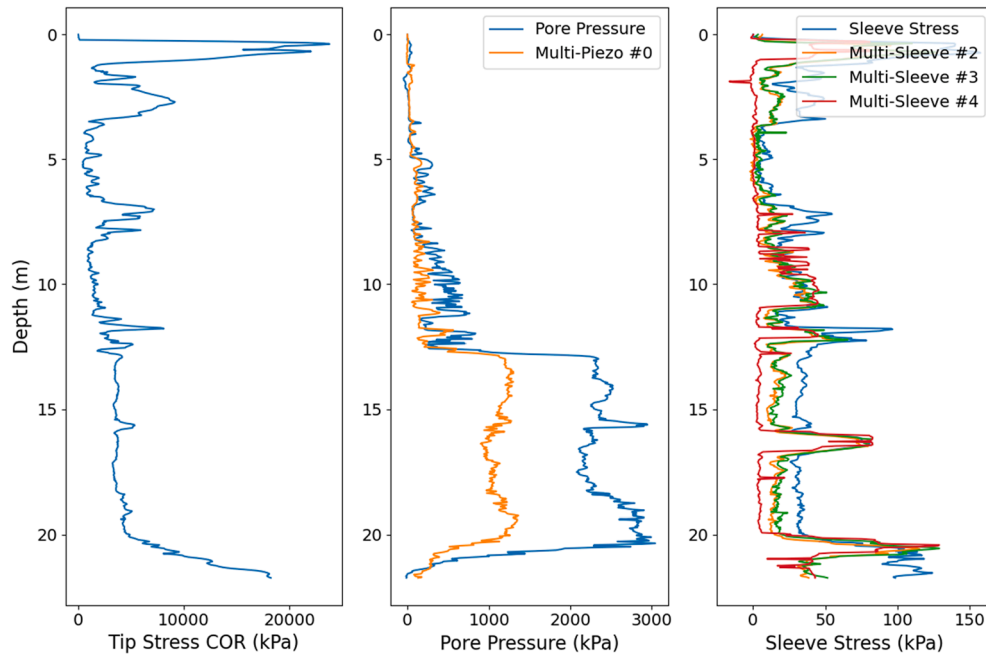 Pore Pressure
Multi-Piezo #0
Sleeve Stress
Multi-Sleeve #2
Multi-Sleeve #3
Multi-Sleeve #4
Depth (m)
0
5
10
15
20
0
5
10
15
20
0
5
10
15
20
0 10000 20000
0 1000 2000 3000
0 50 100 150
Tip Stress COR (kPa)
Pore Pressure (kPa)
Sleeve Stress (kPa)